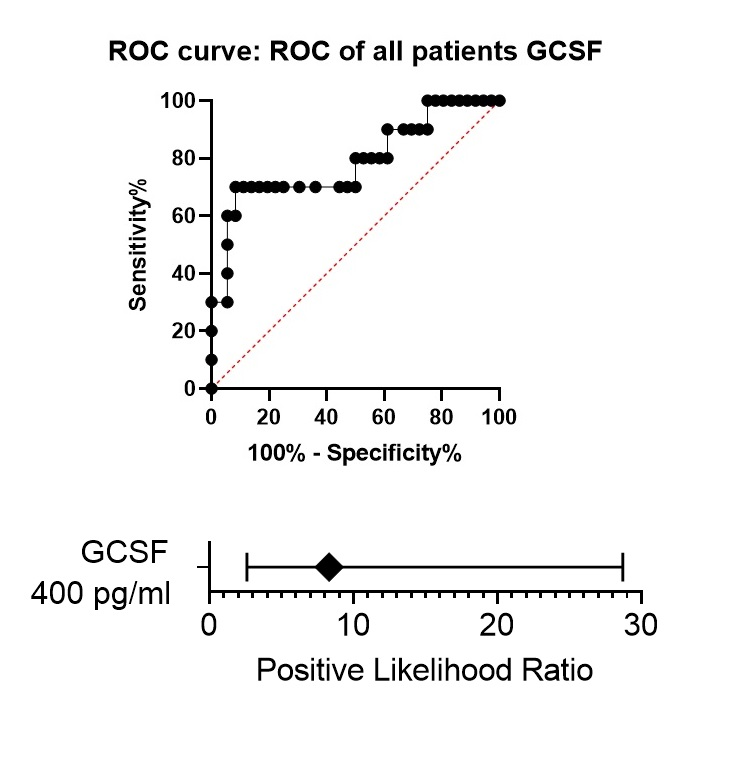 ROC curve: ROC of all patients GCSF
100
80
60
40
20
0
Sensitivity%
0 20 40 60 80 100
100% - Specificity%
GCSF
400 pg/ml
0 10 20 30
Positive Likelihood Ratio